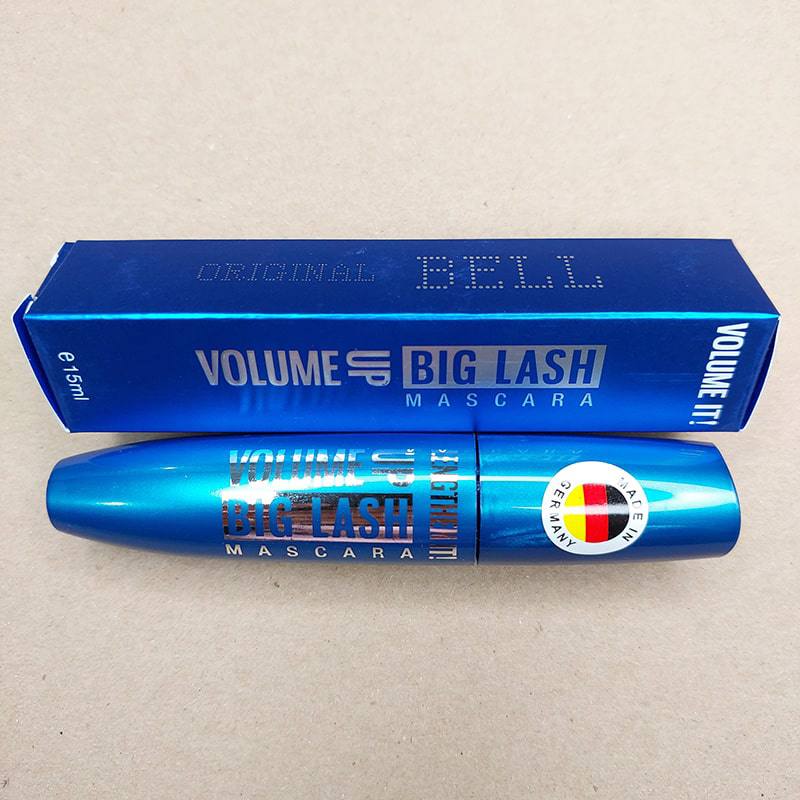 ORIGINAL BELL
VOLUME UP BIG LASH
MASCARA
VOLUME IT!
e 15ml
VOLUME UP
BIG LASH
MASCARA
LENGTHEN IT!
MADE IN
GERMANY